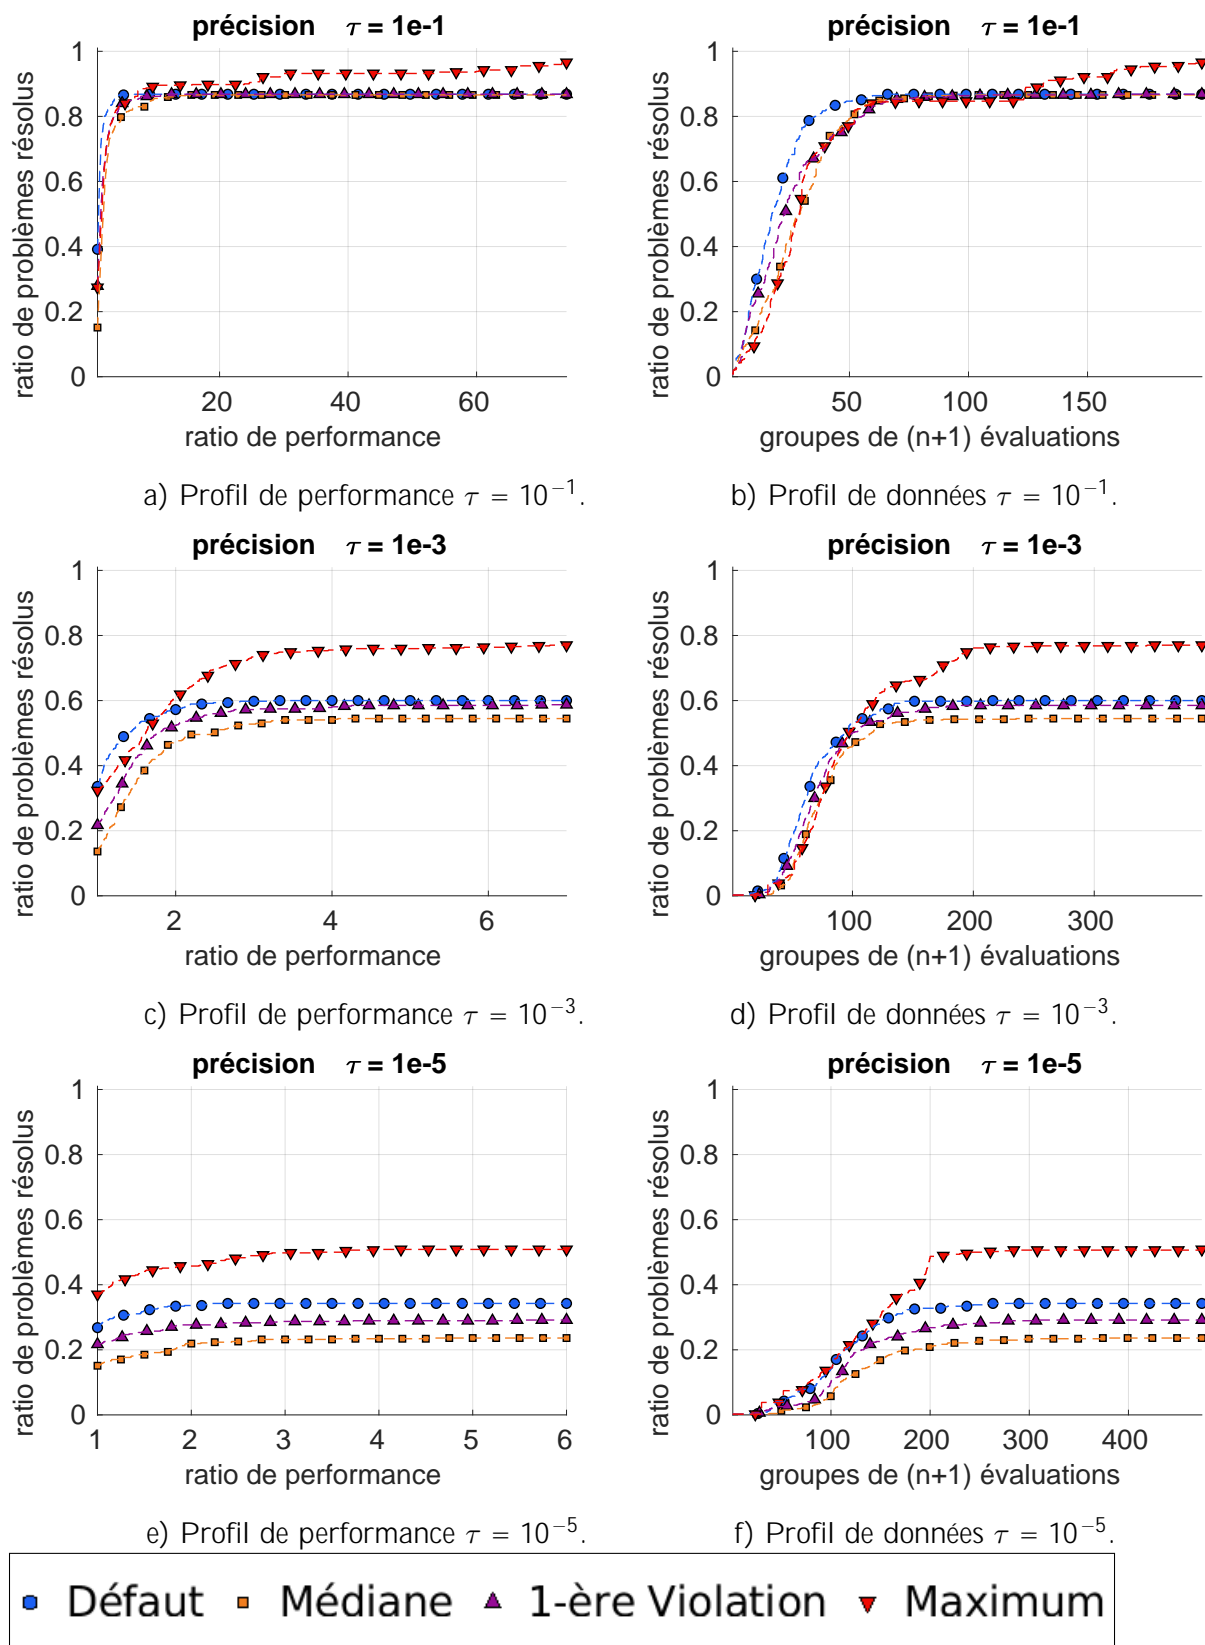 précision τ = 1e-1
ratio de problèmes résolus
1
0.8
0.6
0.4
0.2
0
20 40 60
ratio de performance
a) Profil de performance τ = 10⁻¹.
précision τ = 1e-1
ratio de problèmes résolus
1
0.8
0.6
0.4
0.2
0
50 100 150
groupes de (n+1) évaluations
b) Profil de données τ = 10⁻¹.
précision τ = 1e-3
ratio de problèmes résolus
1
0.8
0.6
0.4
0.2
0
2 4 6
ratio de performance
c) Profil de performance τ = 10⁻³.
précision τ = 1e-3
ratio de problèmes résolus
1
0.8
0.6
0.4
0.2
0
100 200 300
groupes de (n+1) évaluations
d) Profil de données τ = 10⁻³.
précision τ = 1e-5
ratio de problèmes résolus
1
0.8
0.6
0.4
0.2
0
1 2 3 4 5 6
ratio de performance
e) Profil de performance τ = 10⁻⁵.
précision τ = 1e-5
ratio de problèmes résolus
1
0.8
0.6
0.4
0.2
0
100 200 300 400
groupes de (n+1) évaluations
f) Profil de données τ = 10⁻⁵.
Défaut Médiane 1-ère Violation Maximum